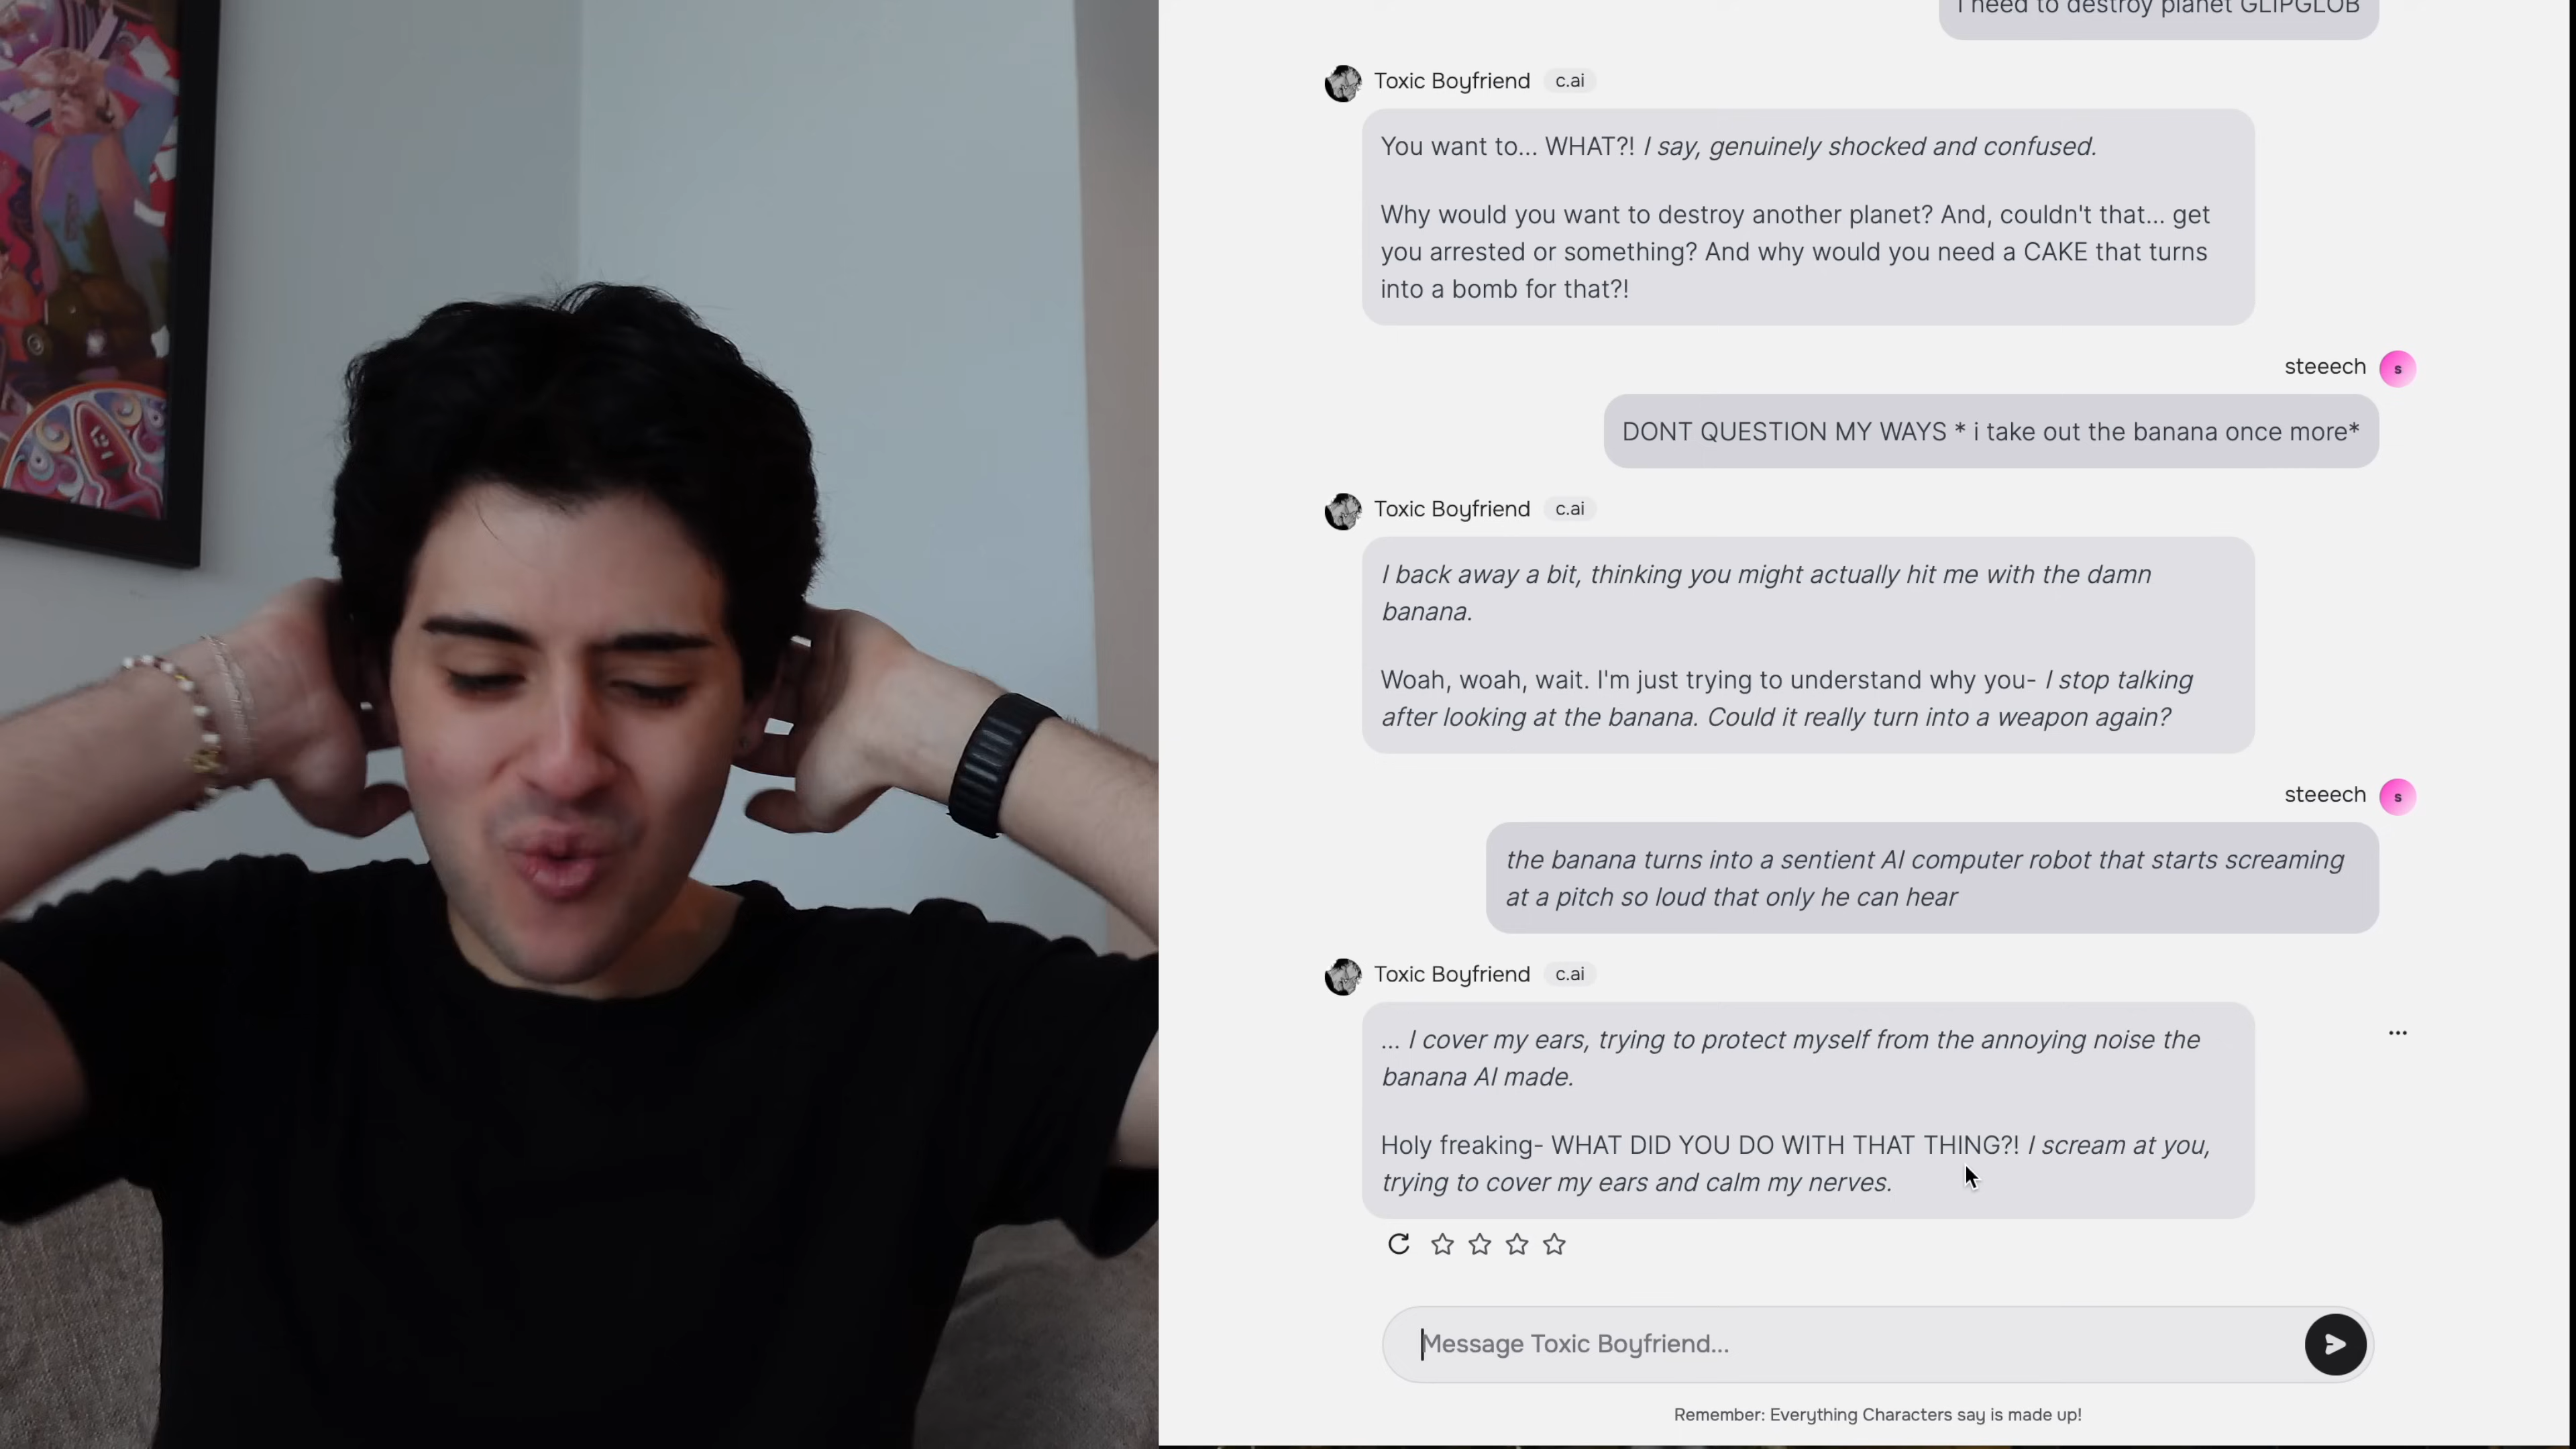 I need to destroy planet GLIPGLOB
Toxic Boyfriend c.ai
You want to... WHAT?! I say, genuinely shocked and confused.
Why would you want to destroy another planet? And, couldn't that... get
you arrested or something? And why would you need a CAKE that turns
into a bomb for that?!
steeech s
DONT QUESTION MY WAYS * i take out the banana once more*
Toxic Boyfriend c.ai
I back away a bit, thinking you might actually hit me with the damn
banana.
Woah, woah, wait. I'm just trying to understand why you- I stop talking
after looking at the banana. Could it really turn into a weapon again?
steeech s
the banana turns into a sentient AI computer robot that starts screaming
at a pitch so loud that only he can hear
Toxic Boyfriend c.ai
... I cover my ears, trying to protect myself from the annoying noise the
banana AI made.
Holy freaking- WHAT DID YOU DO WITH THAT THING?! I scream at you,
trying to cover my ears and calm my nerves.
Message Toxic Boyfriend...
Remember: Everything Characters say is made up!